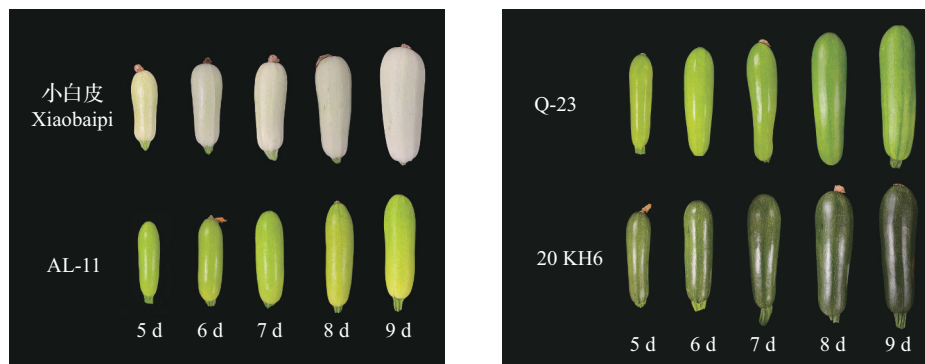 小白皮
Xiaobaipi
AL-11
5 d 6 d 7 d 8 d 9 d
Q-23
20 KH6
5 d 6 d 7 d 8 d 9 d